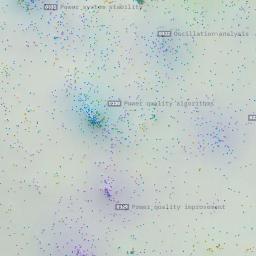 Power system stability
Oscillation analysis
Power quality algorithms
Power quality improvement